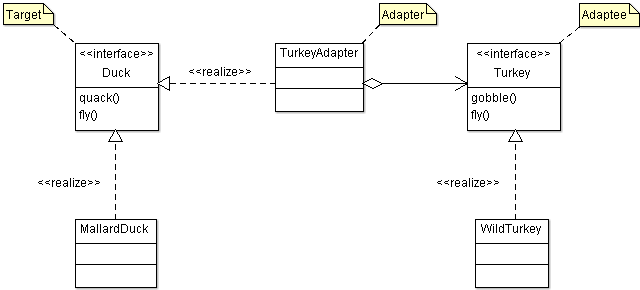 Target
Adapter
Adaptee
<<interface>>
Duck
quack()
fly()
<<realize>>
TurkeyAdapter
<<interface>>
Turkey
gobble()
fly()
<<realize>>
<<realize>>
MallardDuck
WildTurkey